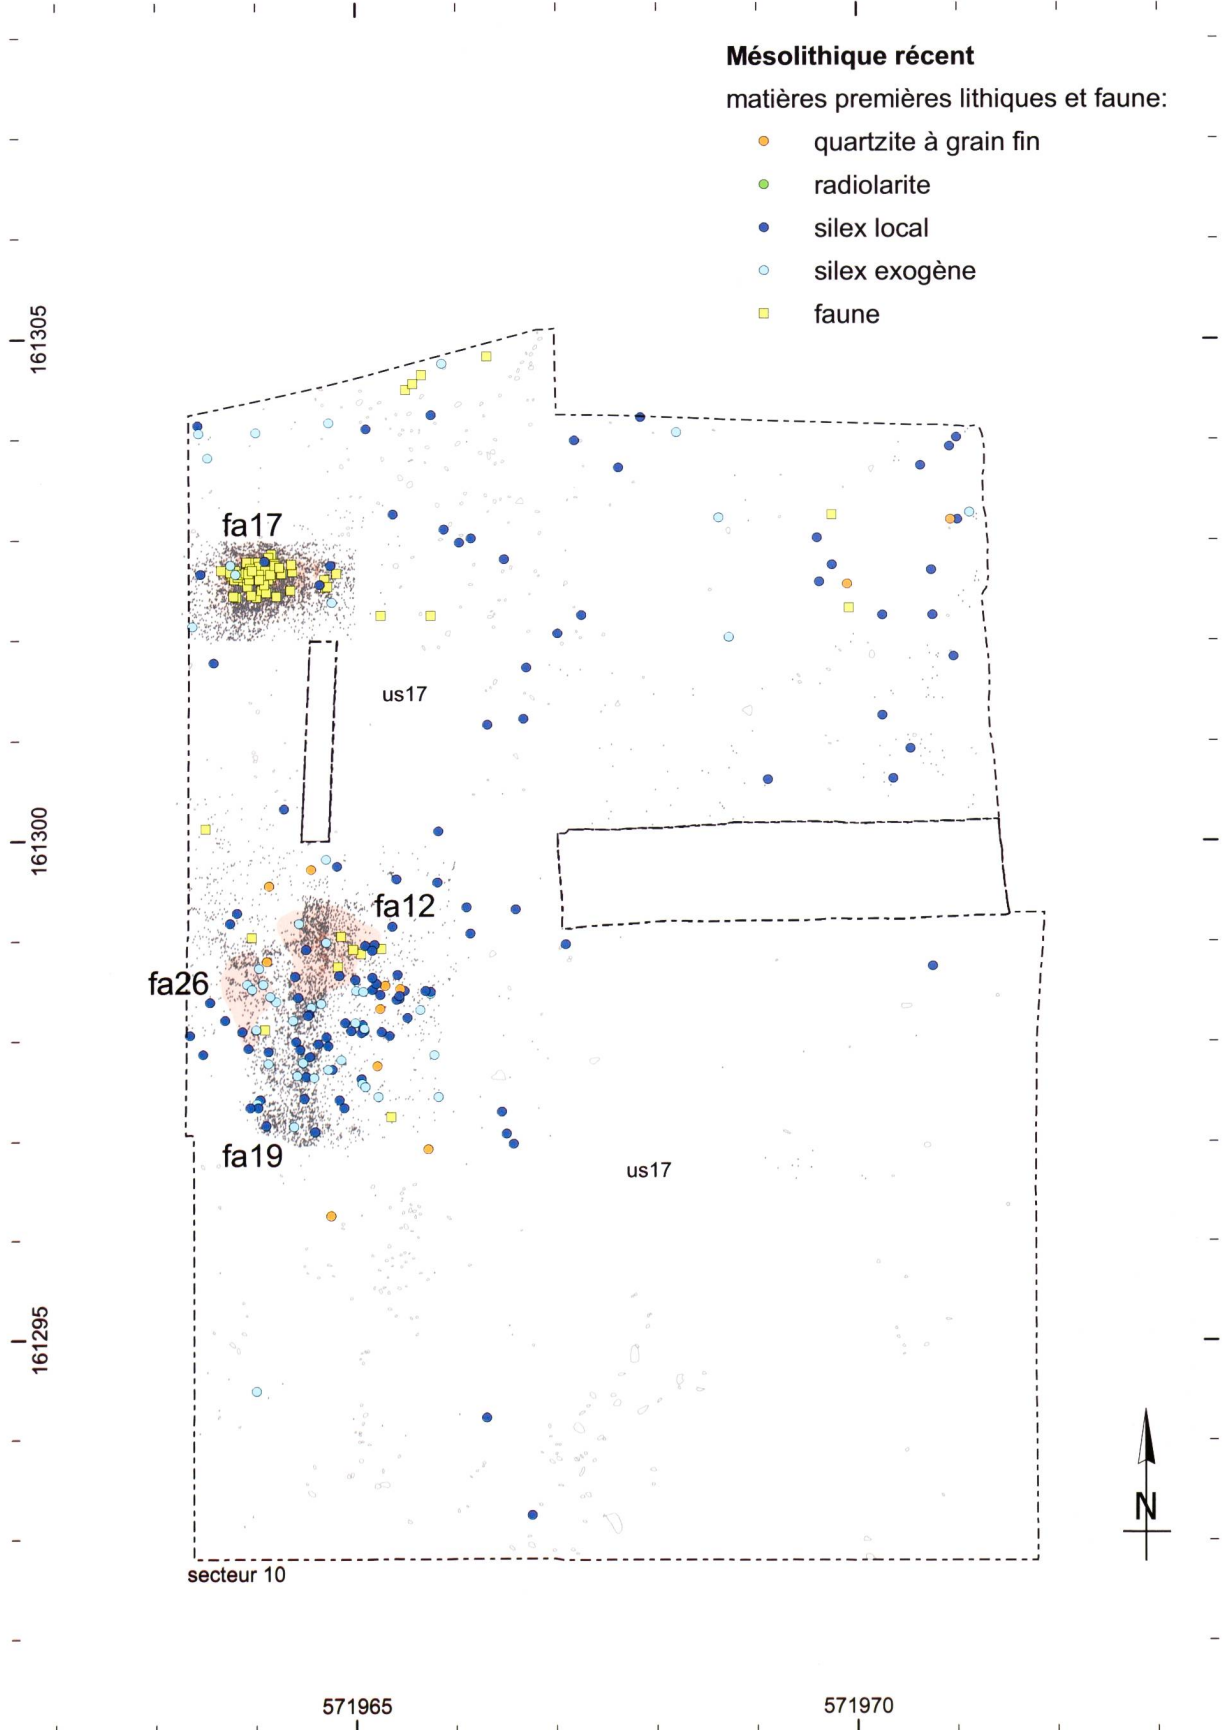 Mésolithique récent
matières premières lithiques et faune:
quartzite à grain fin
radiolarite
silex local
silex exogène
faune
161305
fa17
us17
161300
fa12
fa26
fa19
us17
161295
N
secteur 10
571965
571970